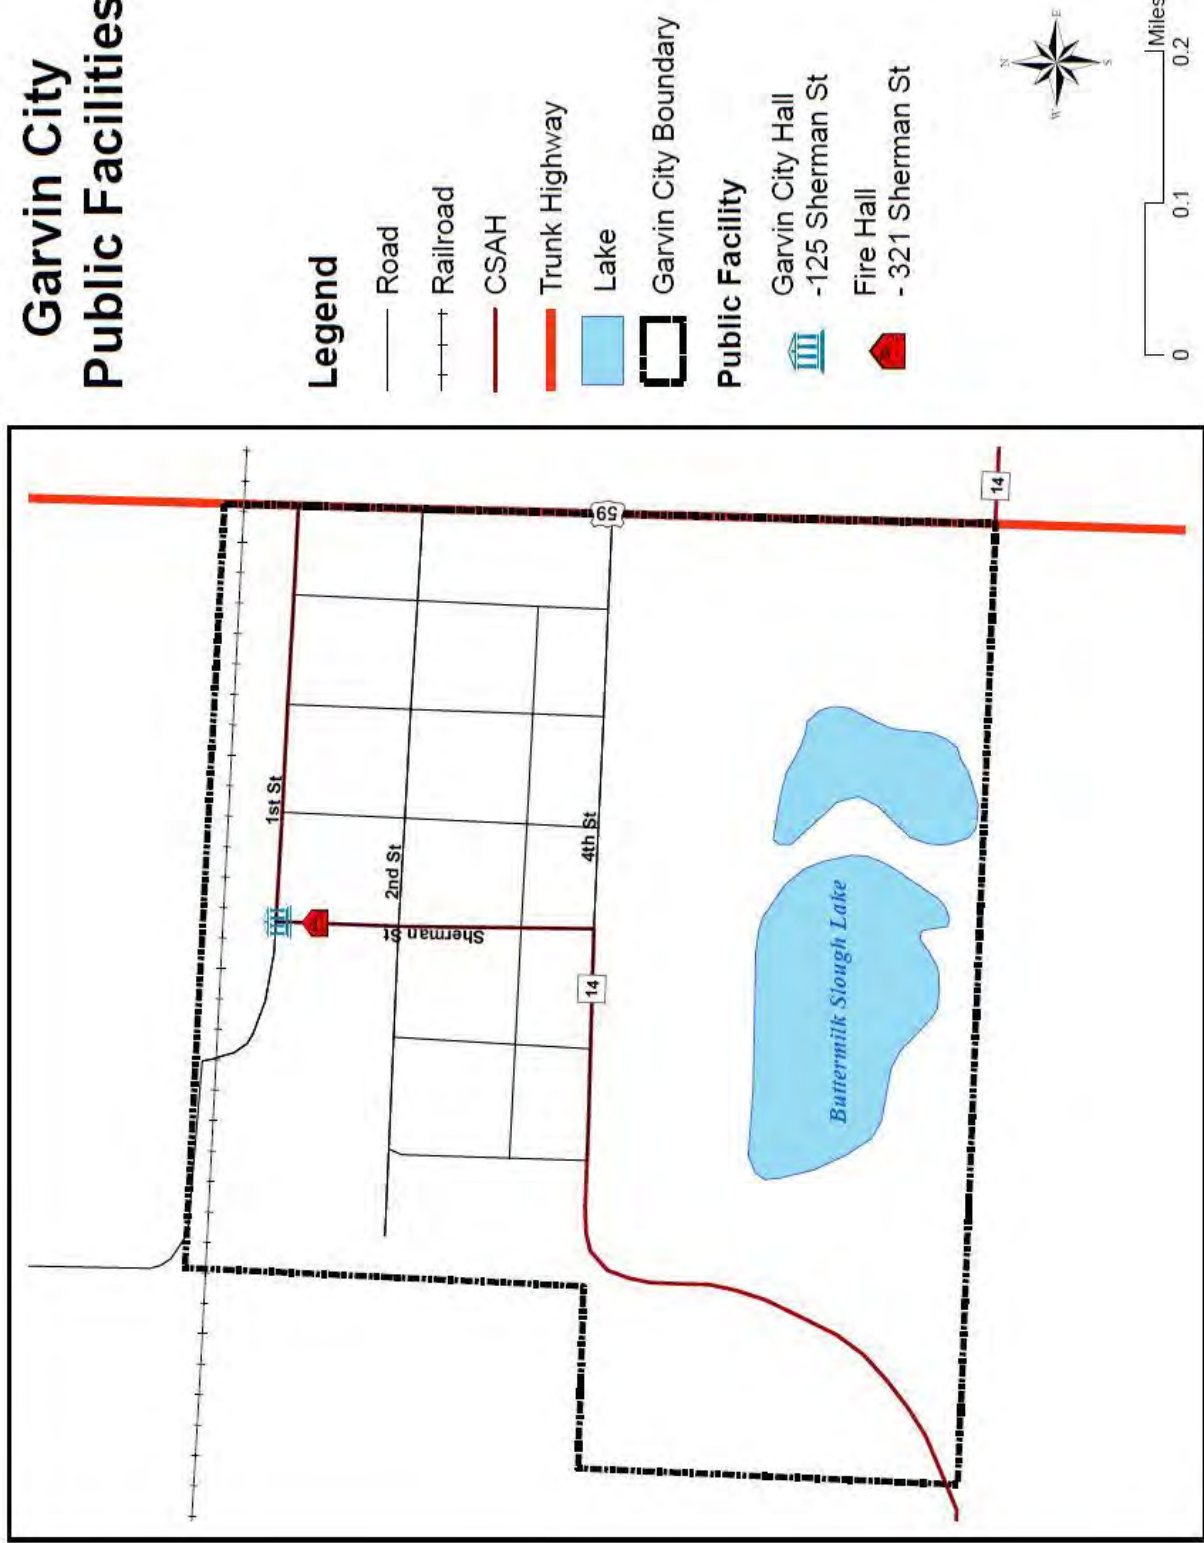 Garvin City
Public Facilities
Legend
Road
Railroad
CSAH
Trunk Highway
Lake
Garvin City Boundary
Public Facility
Garvin City Hall
-125 Sherman St
Fire Hall
- 321 Sherman St
N
W
E
S
0
0.1
0.2
Miles
1st St
2nd St
Sherman St
4th St
59
14
14
Buttermilk Slough Lake